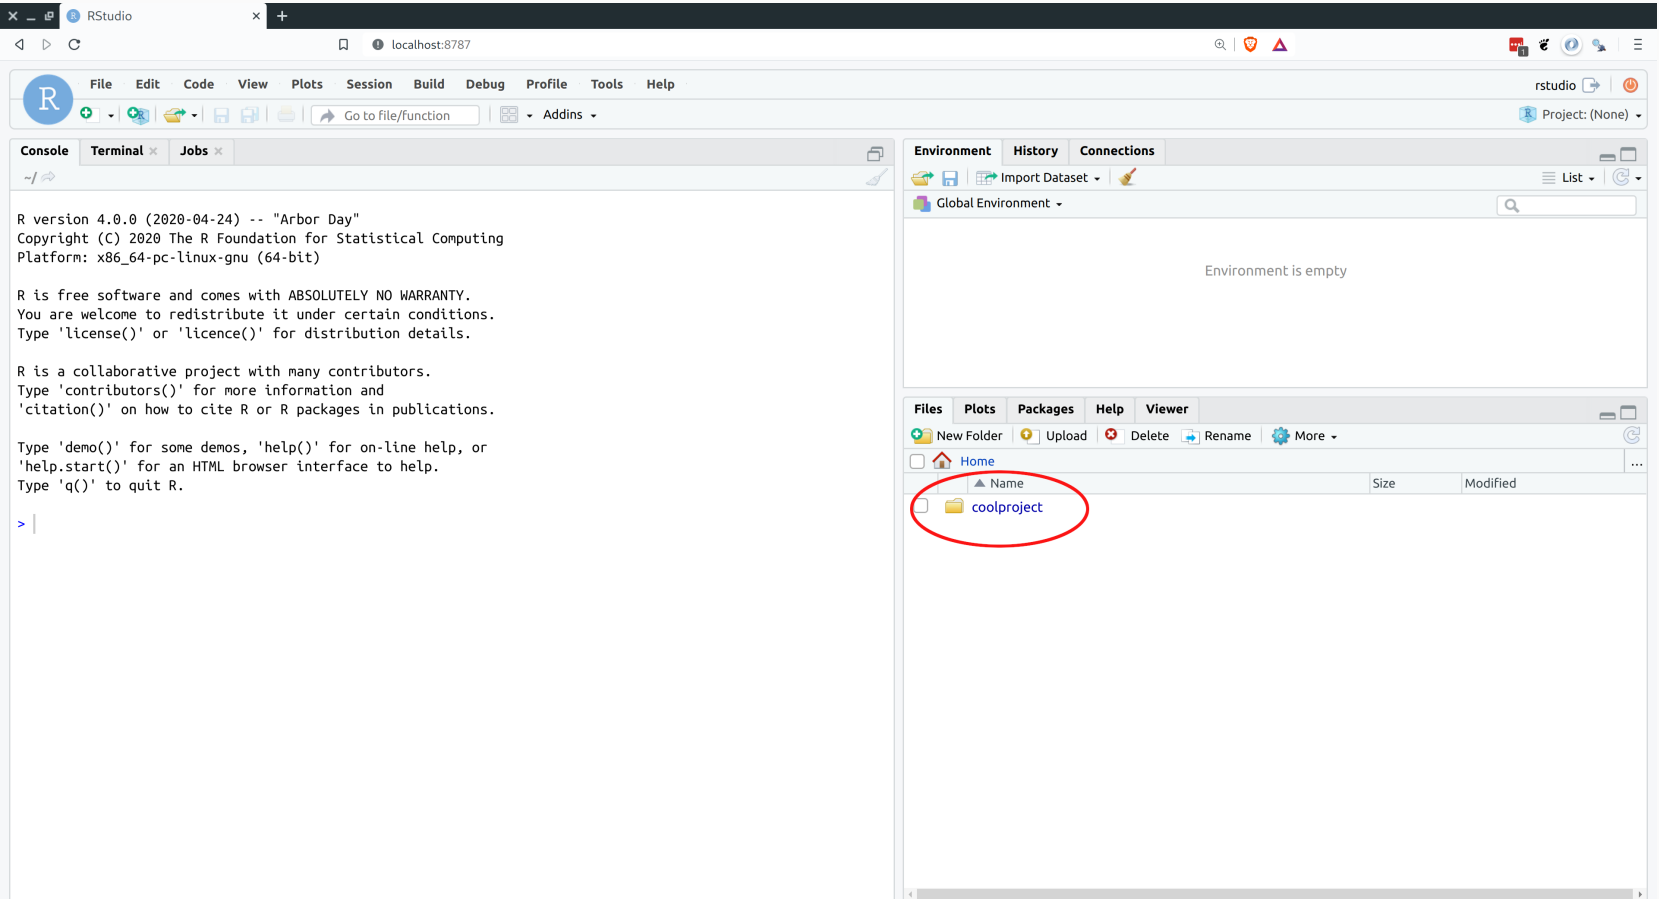 RStudio
localhost:8787
1
R
File Edit Code View Plots Session Build Debug Profile Tools Help
rstudio
Go to file/function
Addins
Project: (None)
Console Terminal Jobs
~/
R version 4.0.0 (2020-04-24) -- "Arbor Day"
Copyright (C) 2020 The R Foundation for Statistical Computing
Platform: x86_64-pc-linux-gnu (64-bit)
R is free software and comes with ABSOLUTELY NO WARRANTY.
You are welcome to redistribute it under certain conditions.
Type 'license()' or 'licence()' for distribution details.
R is a collaborative project with many contributors.
Type 'contributors()' for more information and
'citation()' on how to cite R or R packages in publications.
Type 'demo()' for some demos, 'help()' for on-line help, or
'help.start()' for an HTML browser interface to help.
Type 'q()' to quit R.
>
Environment History Connections
Import Dataset
List
Global Environment
Environment is empty
Files Plots Packages Help Viewer
New Folder Upload Delete Rename More
Home
...
Name Size Modified
coolproject